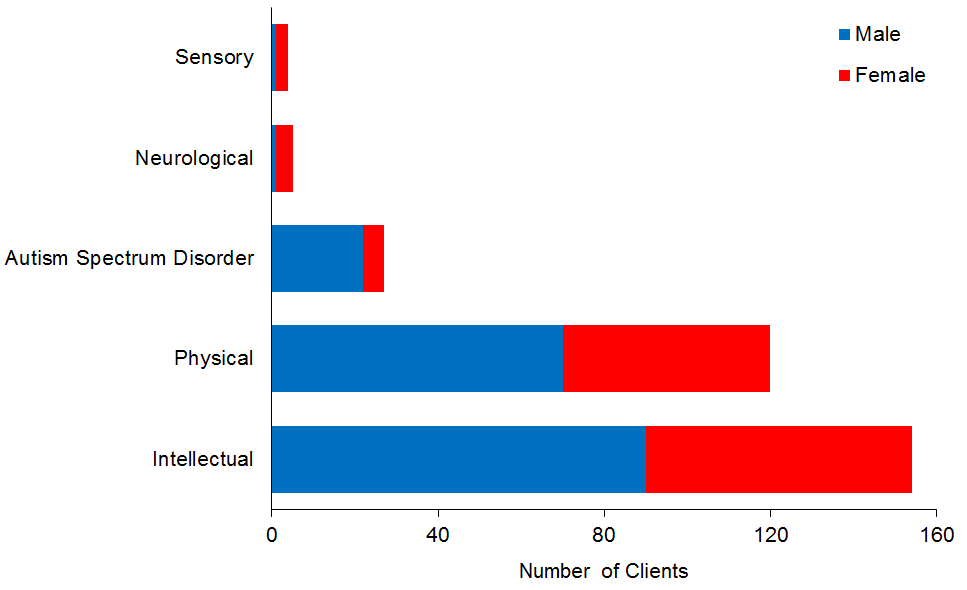 Male
Female
Sensory
Neurological
Autism Spectrum Disorder
Physical
Intellectual
0 40 80 120 160
Number of Clients